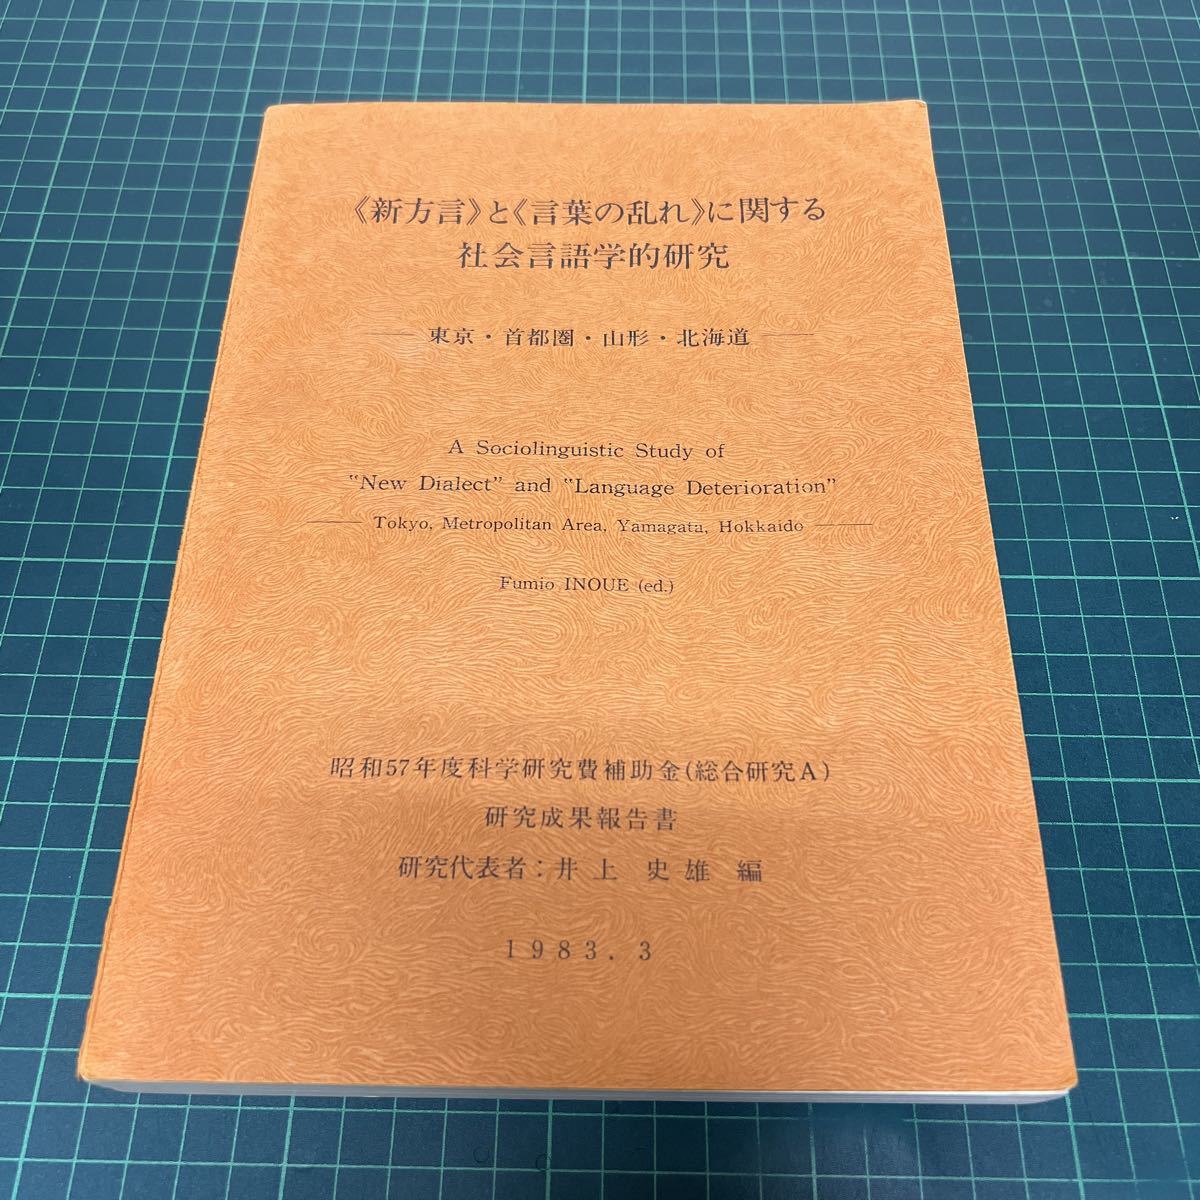 《新方言》と《言葉の乱れ》に関する
社会言語学的研究
——東京・首都圏・山形・北海道——
A Sociolinguistic Study of
“New Dialect” and “Language Deterioration”
—— Tokyo, Metropolitan Area, Yamagata, Hokkaido ——
Fumio INOUE (ed.)
昭和57年度科学研究費補助金(総合研究A)
研究成果報告書
研究代表者:井上 史雄 編
1983.3